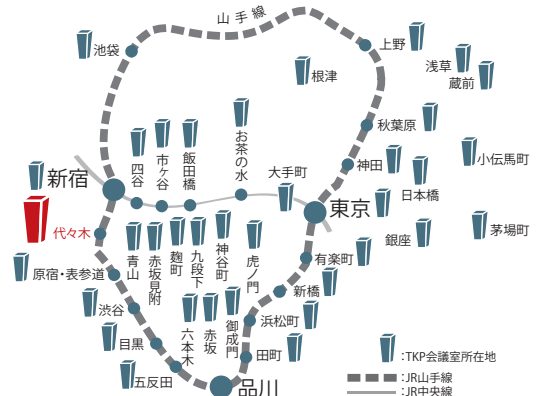 山手線
池袋
上野
浅草
蔵前
根津
秋葉原
お茶の水
飯田橋
市ヶ谷
四谷
神田
小伝馬町
日本橋
大手町
新宿
東京
代々木
茅場町
銀座
青山
赤坂見附
麹町
九段下
神谷町
虎ノ門
有楽町
原宿・表参道
新橋
渋谷
浜松町
六本木
赤坂
御成門
目黒
田町
五反田
品川
:TKP会議室所在地
:JR山手線
:JR中央線